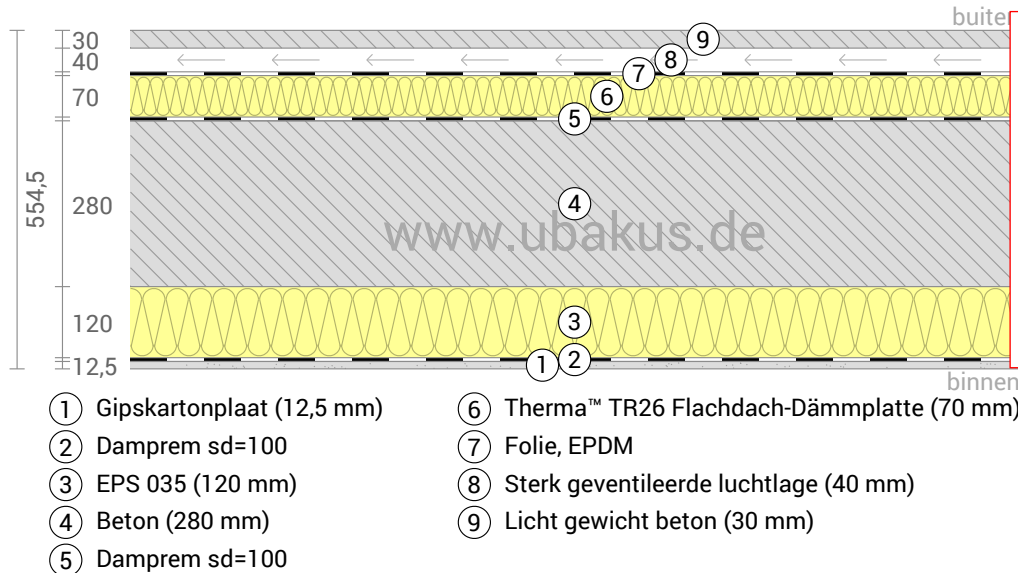 buiten
30
40
70
280
120
12,5
554,5
9
8
7
6
5
4
www.ubakus.de
3
2
1
binnen
1 Gipskartonplaat (12,5 mm)
2 Damprem sd=100
3 EPS 035 (120 mm)
4 Beton (280 mm)
5 Damprem sd=100
6 Therma™ TR26 Flachdach-Dämmplatte (70 mm)
7 Folie, EPDM
8 Sterk geventileerde luchtlage (40 mm)
9 Licht gewicht beton (30 mm)